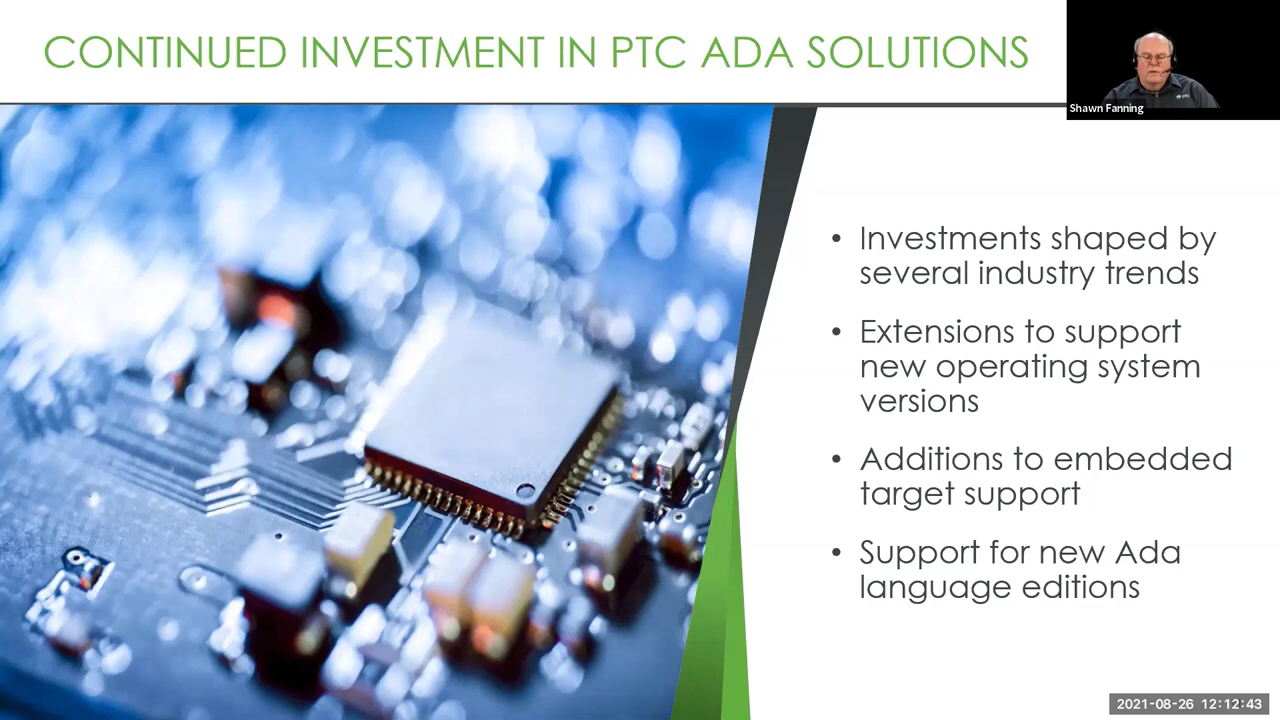 CONTINUED INVESTMENT IN PTC ADA SOLUTIONS
Shawn Fanning
• Investments shaped by
several industry trends
• Extensions to support
new operating system
versions
• Additions to embedded
target support
• Support for new Ada
language editions
2021-08-26 12:12:43